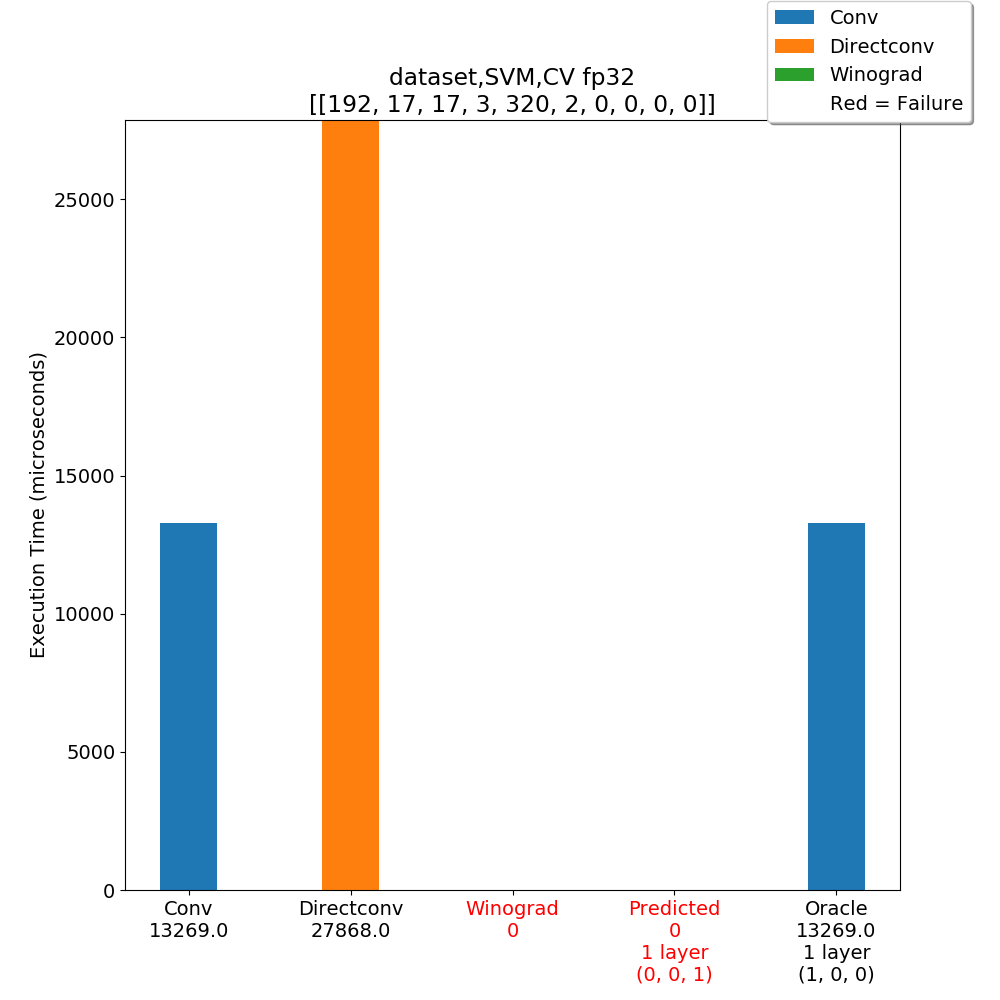 Conv
Directconv
Winograd
Red = Failure
dataset,SVM,CV fp32
[[192, 17, 17, 3, 320, 2, 0, 0, 0, 0]]
Execution Time (microseconds)
25000
20000
15000
10000
5000
0
Conv
13269.0
Directconv
27868.0
Winograd
0
Predicted
0
1 layer
(0, 0, 1)
Oracle
13269.0
1 layer
(1, 0, 0)